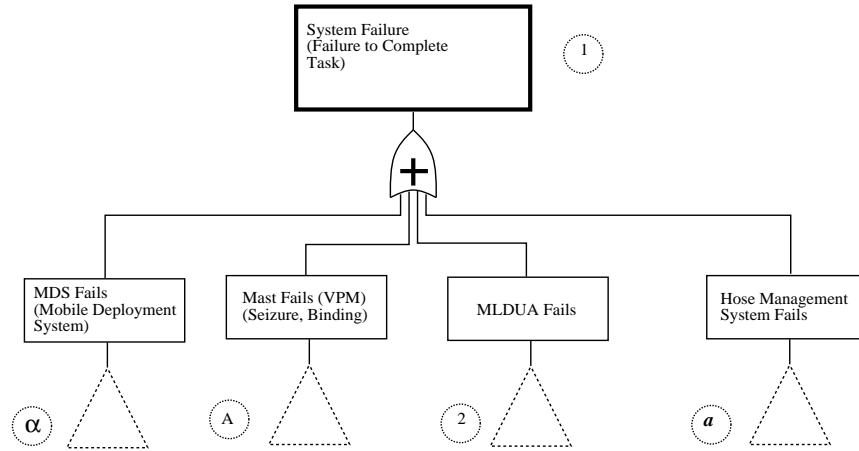 System Failure
(Failure to Complete
Task)
1
+
MDS Fails
(Mobile Deployment
System)
Mast Fails (VPM)
(Seizure, Binding)
MLDUA Fails
Hose Management
System Fails
α
A
2
a